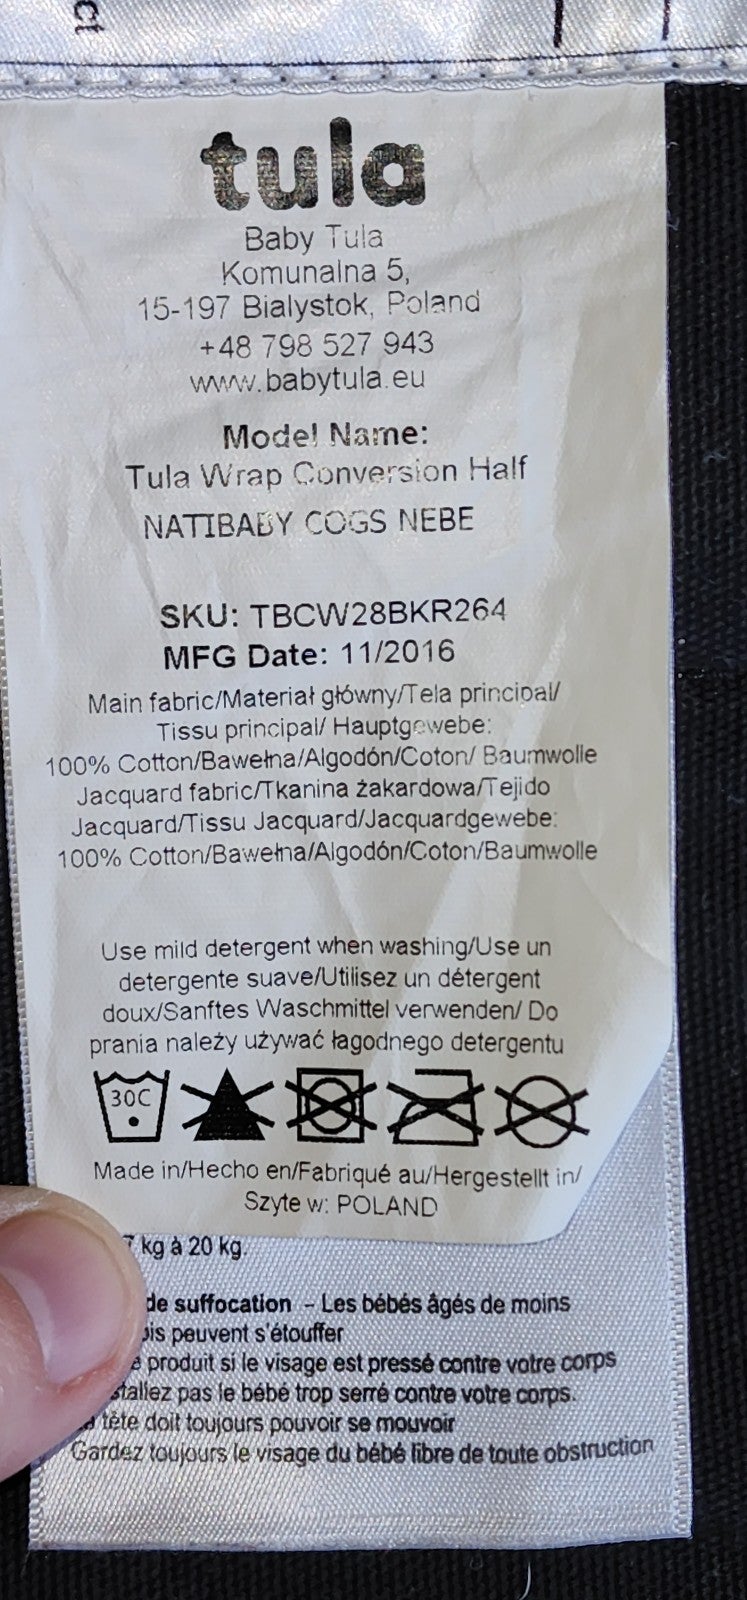 ct
tula
Baby Tula
Komunalna 5,
15-197 Bialystok, Poland
+48 798 527 943
www.babytula.eu
Model Name:
Tula Wrap Conversion Half
NATIBABY COGS NEBE
SKU: TBCW28BKR264
MFG Date: 11/2016
Main fabric/Materiał główny/Tela principal/
Tissu principal/ Hauptgewebe:
100% Cotton/Bawełna/Algodón/Coton/ Baumwolle
Jacquard fabric/Tkanina żakardowa/Tejido
Jacquard/Tissu Jacquard/Jacquardgewebe:
100% Cotton/Bawełna/Algodón/Coton/Baumwolle
Use mild detergent when washing/Use un
detergente suave/Utilisez un détergent
doux/Sanftes Waschmittel verwenden/ Do
prania należy używać łagodnego detergentu
30C
Made in/Hecho en/Fabriqué au/Hergestellt in/
Szyte w: POLAND
kg à 20 kg.
de suffocation – Les bébés âgés de moins
peuvent s'étouffer
produit si le visage est pressé contre votre corps
pas le bébé trop serré contre votre corps.
tête doit toujours pouvoir se mouvoir
Gardez toujours le visage du bébé libre de toute obstruction